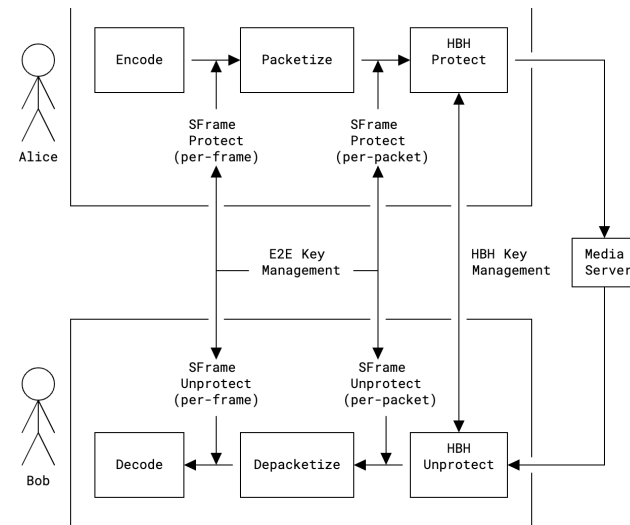 Encode
Packetize
HBH
Protect
SFrame
Protect
(per-frame)
SFrame
Protect
(per-packet)
Alice
E2E Key
Management
HBH Key
Management
Media
Server
SFrame
Unprotect
(per-frame)
SFrame
Unprotect
(per-packet)
Decode
Depacketize
HBH
Unprotect
Bob